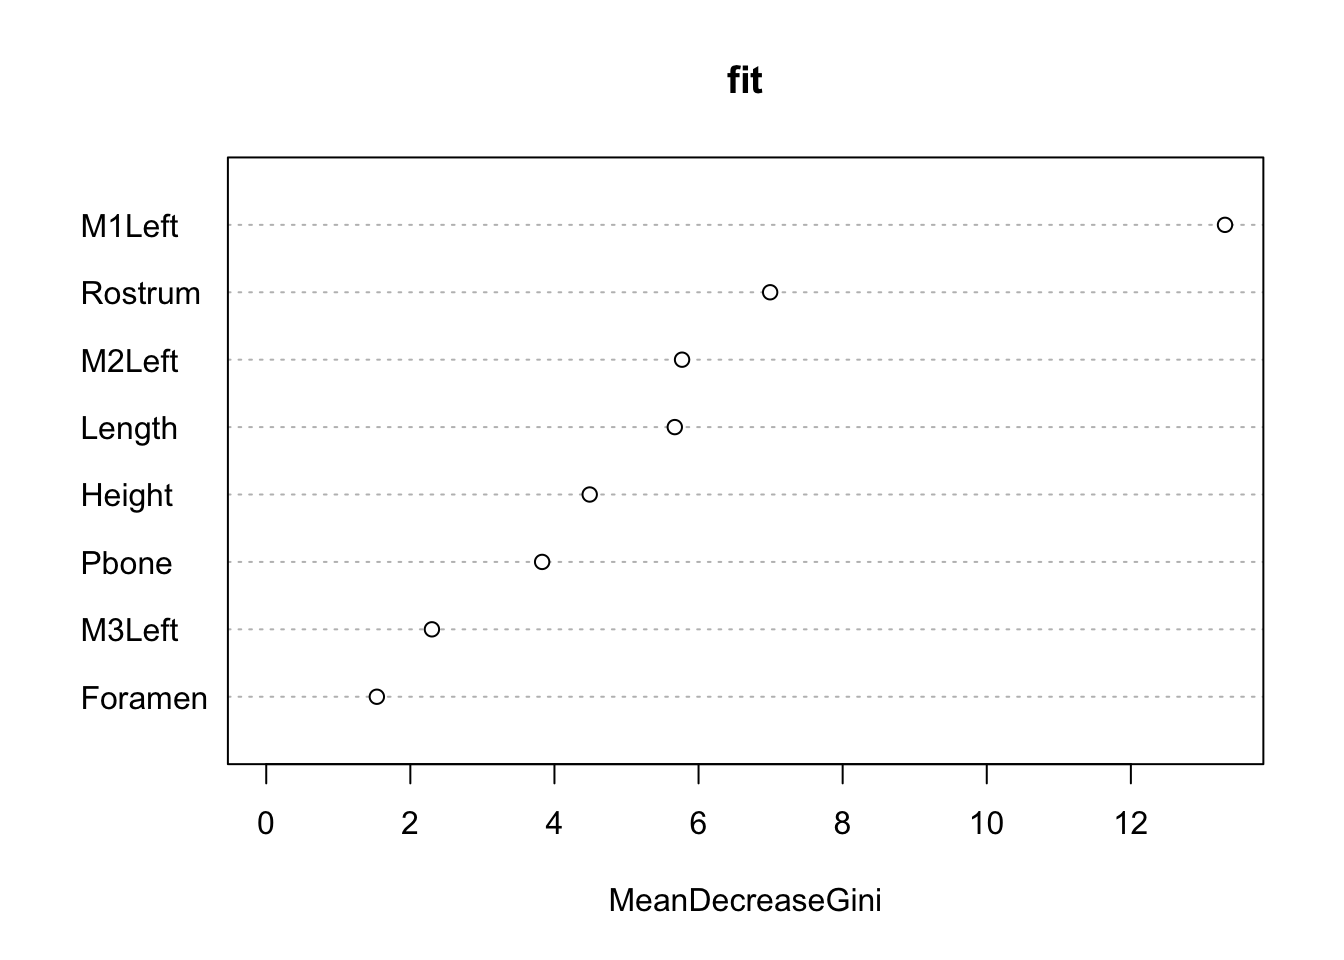 fit
M1Left
Rostrum
M2Left
Length
Height
Pbone
M3Left
Foramen
0 2 4 6 8 10 12
MeanDecreaseGini